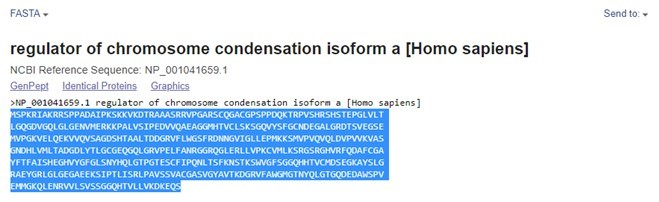 FASTA
Send to:
regulator of chromosome condensation isoform a [Homo sapiens]
NCBI Reference Sequence: NP_001041659.1
GenPept Identical Proteins Graphics
>NP_001041659.1 regulator of chromosome condensation isoform a [Homo sapiens]
MSPKRIAKRRSPPADAIPKSKKVKDTRAAASRRVPGARSCQGACGPSPPDQKTRPVSHRSHSTEPGLVLT
LGQGDVGQLGLGENVMERKKPALVSIPEDVVQAEAGGMHTVCLSKSGQVYSFGCNDEGALGRDTSVEGSE
MVPGKVELQEKVVQVSAGDSHTAALTDDGRVFLWGSFRDNNGVIGLLEPMKKSMVPVQVQLDVPVVKVAS
GNDHLVMLTADGDLYTLGCGEQGQLGRVPELFANRGGRQGLERLLVPKCVMLKSRGSRGHVRFQDAFCGA
YFTFAISHEGHVYGFGLSNYHQLGTPGTESCFIPQNLTSFKNSTKSWVGFSGGQHHTVCMDSEGKAYSLG
RAEYGRLGLGEGAEEKSIPTLISRLPAVSSVACGASVGYAVTKDGRVFAWGMGTNYQLGTGQDEDAWSPV
EMMGKQLENRVVLSVSSGGQHTVLLVKDKEQS